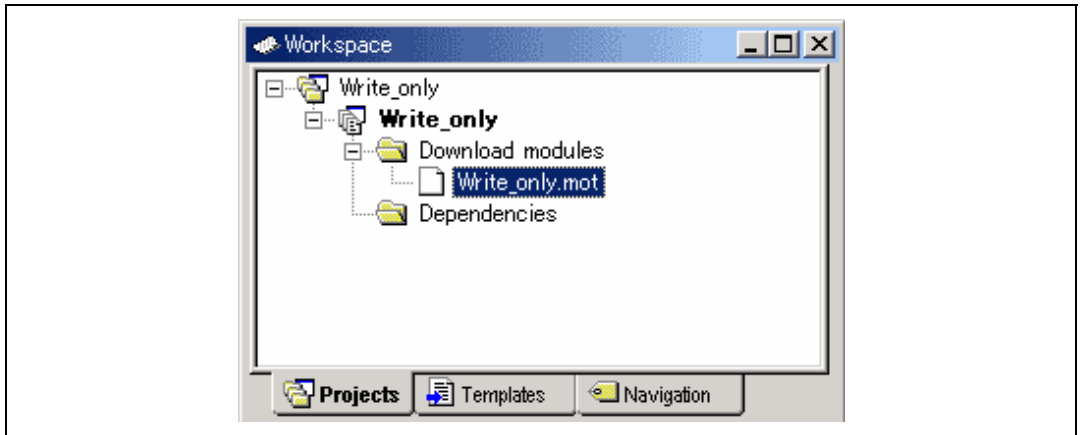 Workspace
Write_only
Write_only
Download modules
Write_only.mot
Dependencies
Projects Templates Navigation